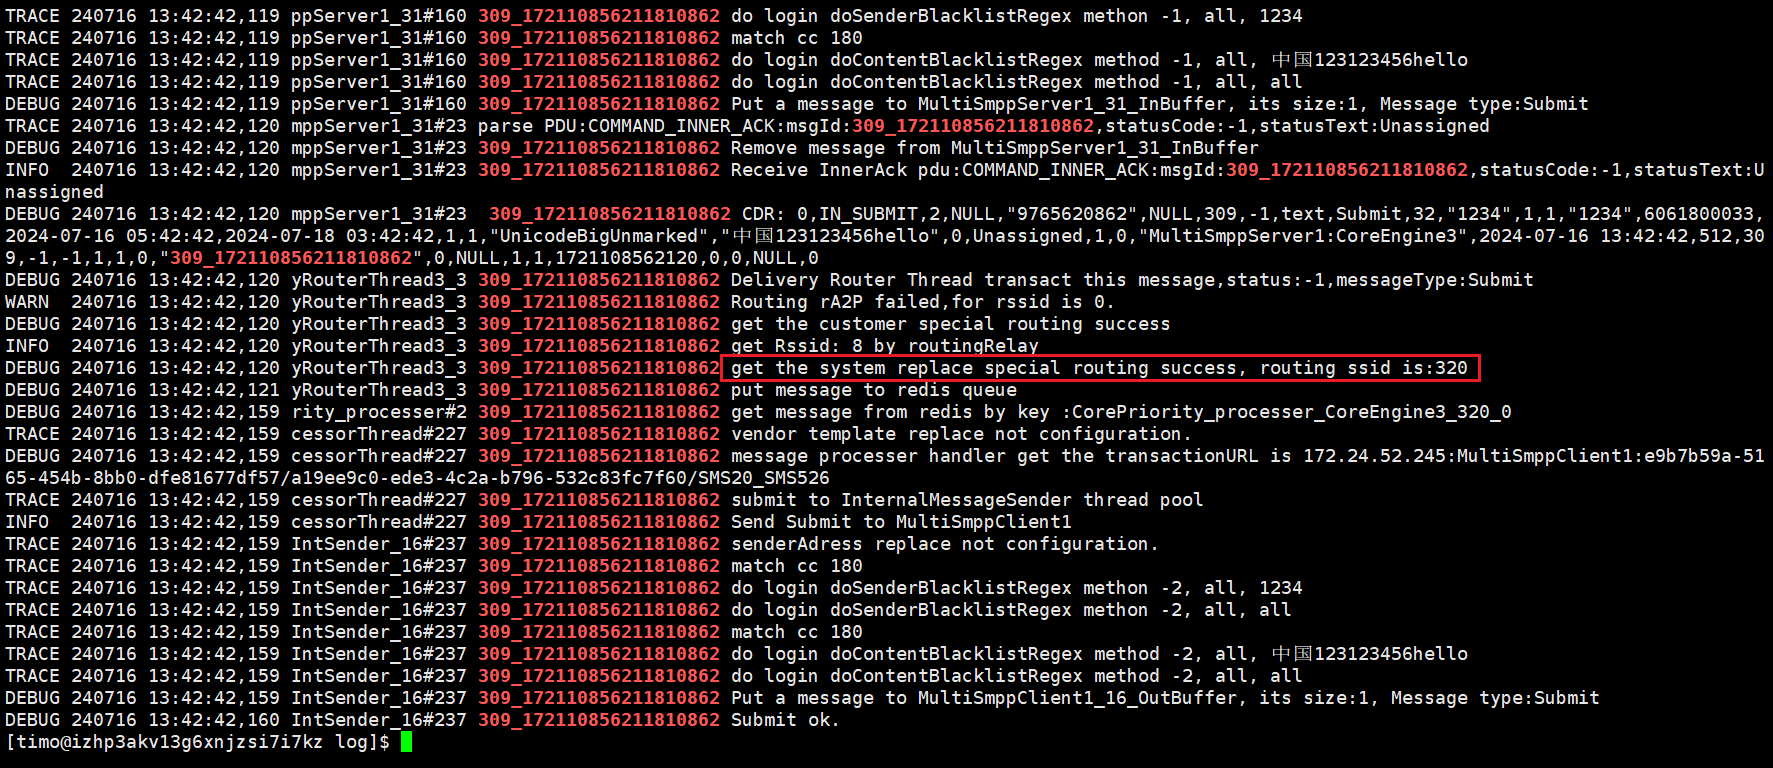 TRACE 240716 13:42:42,119 ppServer1_31#160 309_172110856211810862 do login doSenderBlacklistRegex methon -1, all, 1234
TRACE 240716 13:42:42,119 ppServer1_31#160 309_172110856211810862 match cc 180
TRACE 240716 13:42:42,119 ppServer1_31#160 309_172110856211810862 do login doContentBlacklistRegex method -1, all, 中国123123456hello
TRACE 240716 13:42:42,119 ppServer1_31#160 309_172110856211810862 do login doContentBlacklistRegex method -1, all, all
DEBUG 240716 13:42:42,119 ppServer1_31#160 309_172110856211810862 Put a message to MultiSmppServer1_31_InBuffer, its size:1, Message type:Submit
TRACE 240716 13:42:42,120 mppServer1_31#23 parse PDU:COMMAND_INNER_ACK:msgId:309_172110856211810862,statusCode:-1,statusText:Unassigned
DEBUG 240716 13:42:42,120 mppServer1_31#23 309_172110856211810862 Remove message from MultiSmppServer1_31_InBuffer
INFO  240716 13:42:42,120 mppServer1_31#23 309_172110856211810862 Receive InnerAck pdu:COMMAND_INNER_ACK:msgId:309_172110856211810862,statusCode:-1,statusText:U
nassigned
DEBUG 240716 13:42:42,120 mppServer1_31#23  309_172110856211810862 CDR: 0,IN_SUBMIT,2,NULL,"9765620862",NULL,309,-1,text,Submit,32,"1234",1,1,"1234",6061800033,
2024-07-16 05:42:42,2024-07-18 03:42:42,1,1,"UnicodeBigUnmarked","中国123123456hello",0,Unassigned,1,0,"MultiSmppServer1:CoreEngine3",2024-07-16 13:42:42,512,30
9,-1,-1,1,1,0,"309_172110856211810862",0,NULL,1,1,1721108562120,0,0,NULL,0
DEBUG 240716 13:42:42,120 yRouterThread3_3 309_172110856211810862 Delivery Router Thread transact this message,status:-1,messageType:Submit
WARN  240716 13:42:42,120 yRouterThread3_3 309_172110856211810862 Routing rA2P failed,for rssid is 0.
DEBUG 240716 13:42:42,120 yRouterThread3_3 309_172110856211810862 get the customer special routing success
INFO  240716 13:42:42,120 yRouterThread3_3 309_172110856211810862 get Rssid: 8 by routingRelay
DEBUG 240716 13:42:42,120 yRouterThread3_3 309_172110856211810862 get the system replace special routing success, routing ssid is:320
DEBUG 240716 13:42:42,121 yRouterThread3_3 309_172110856211810862 put message to redis queue
DEBUG 240716 13:42:42,159 rity_processer#2 309_172110856211810862 get message from redis by key :CorePriority_processer_CoreEngine3_320_0
TRACE 240716 13:42:42,159 cessorThread#227 309_172110856211810862 vendor template replace not configuration.
DEBUG 240716 13:42:42,159 cessorThread#227 309_172110856211810862 message processer handler get the transactionURL is 172.24.52.245:MultiSmppClient1:e9b7b59a-51
65-454b-8bb0-dfe81677df57/a19ee9c0-ede3-4c2a-b796-532c83fc7f60/SMS20_SMS526
TRACE 240716 13:42:42,159 cessorThread#227 309_172110856211810862 submit to InternalMessageSender thread pool
INFO  240716 13:42:42,159 cessorThread#227 309_172110856211810862 Send Submit to MultiSmppClient1
TRACE 240716 13:42:42,159 IntSender_16#237 309_172110856211810862 senderAdress replace not configuration.
TRACE 240716 13:42:42,159 IntSender_16#237 309_172110856211810862 match cc 180
TRACE 240716 13:42:42,159 IntSender_16#237 309_172110856211810862 do login doSenderBlacklistRegex methon -2, all, 1234
TRACE 240716 13:42:42,159 IntSender_16#237 309_172110856211810862 do login doSenderBlacklistRegex methon -2, all, all
TRACE 240716 13:42:42,159 IntSender_16#237 309_172110856211810862 match cc 180
TRACE 240716 13:42:42,159 IntSender_16#237 309_172110856211810862 do login doContentBlacklistRegex method -2, all, 中国123123456hello
TRACE 240716 13:42:42,159 IntSender_16#237 309_172110856211810862 do login doContentBlacklistRegex method -2, all, all
DEBUG 240716 13:42:42,159 IntSender_16#237 309_172110856211810862 Put a message to MultiSmppClient1_16_OutBuffer, its size:1, Message type:Submit
DEBUG 240716 13:42:42,160 IntSender_16#237 309_172110856211810862 Submit ok.
[timo@izhp3akv13g6xnjzsi7i7kz log]$